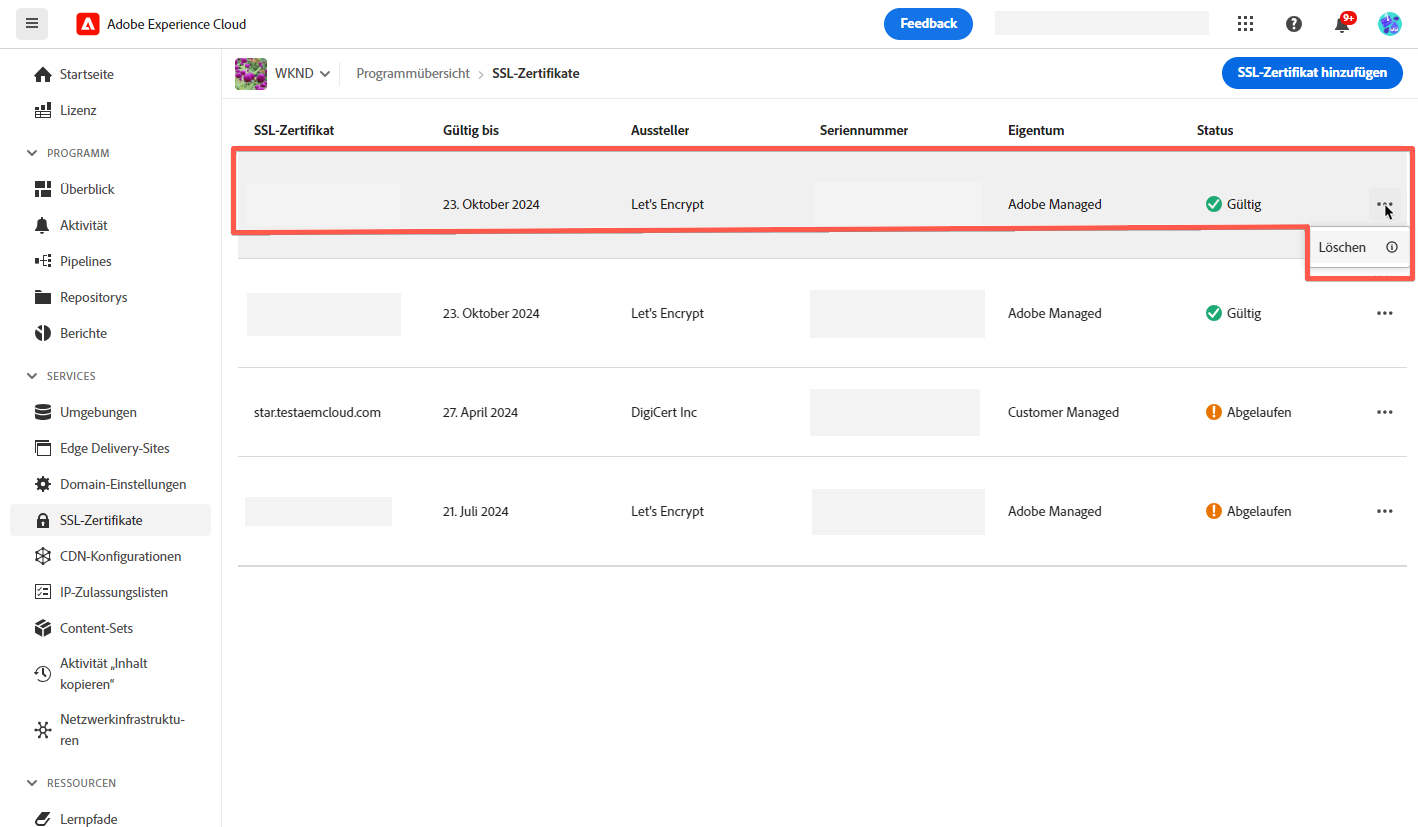 Adobe Experience Cloud
Feedback
9+
Startseite
Lizenz
PROGRAMM
Überblick
Aktivität
Pipelines
Repositorys
Berichte
SERVICES
Umgebungen
Edge Delivery-Sites
Domain-Einstellungen
SSL-Zertifikate
CDN-Konfigurationen
IP-Zulassungslisten
Content-Sets
Aktivität „Inhalt
kopieren“
Netzwerkinfrastruktu-
ren
RESSOURCEN
Lernpfade
WKND Programmübersicht > SSL-Zertifikate
SSL-Zertifikat hinzufügen
SSL-Zertifikat Gültig bis Aussteller Seriennummer Eigentum Status
23. Oktober 2024 Let's Encrypt Adobe Managed Gültig
Löschen
23. Oktober 2024 Let's Encrypt Adobe Managed Gültig
star.testaemcloud.com 27. April 2024 DigiCert Inc Customer Managed Abgelaufen
21. Juli 2024 Let's Encrypt Adobe Managed Abgelaufen